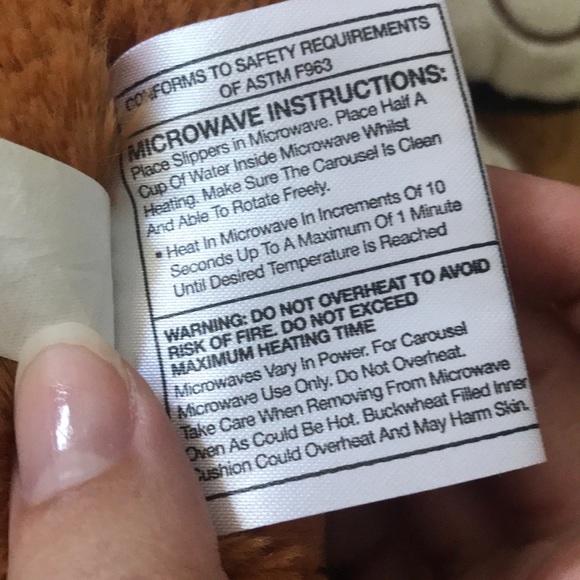 CONFORMS TO SAFETY REQUIREMENTS
OF ASTM F963
MICROWAVE INSTRUCTIONS:
Place Slippers in Microwave. Place Half A
Cup Of Water Inside Microwave Whilst
Heating. Make Sure The Carousel Is Clean
And Able To Rotate Freely.
▪ Heat In Microwave In Increments Of 10
Seconds Up To A Maximum Of 1 Minute
Until Desired Temperature Is Reached
WARNING: DO NOT OVERHEAT TO AVOID
RISK OF FIRE. DO NOT EXCEED
MAXIMUM HEATING TIME
Microwaves Vary In Power. For Carousel
Microwave Use Only. Do Not Overheat.
Take Care When Removing From Microwave
Oven As Could Be Hot. Buckwheat Filled Inner
Cushion Could Overheat And May Harm Skin.